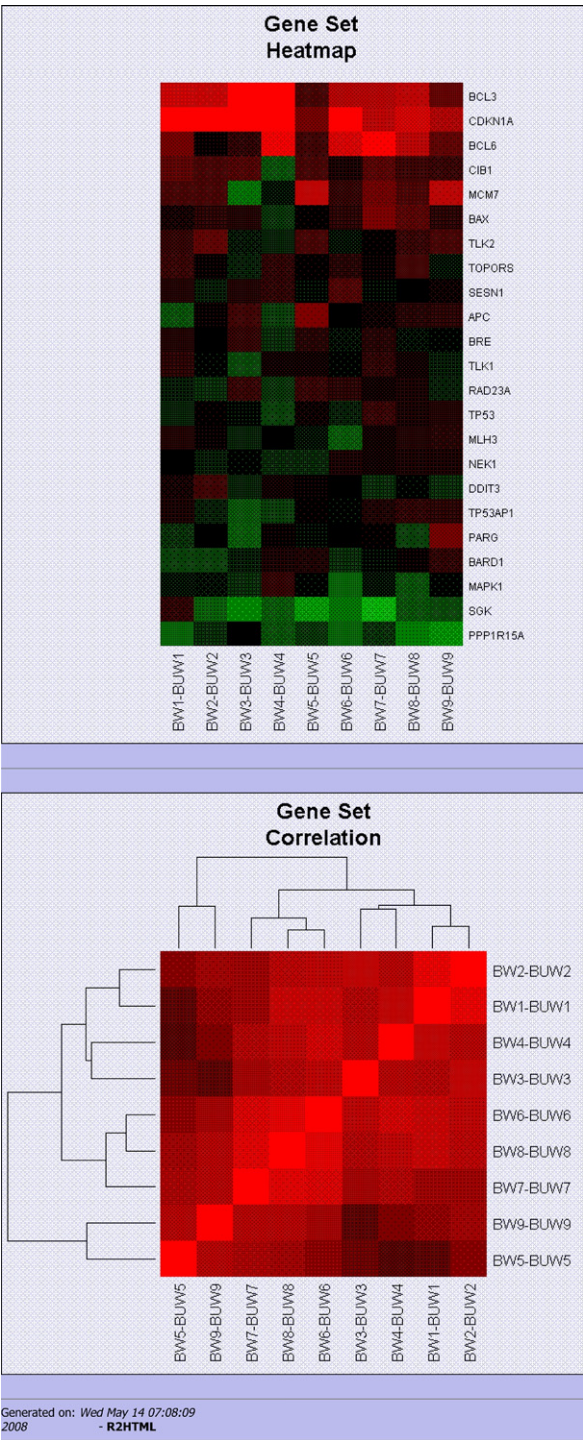 Gene Set
Heatmap
BCL3
CDKN1A
BCL6
CIB1
MCM7
BAX
TLK2
TOPORS
SESN1
APC
BRE
TLK1
RAD23A
TP53
MLH3
NEK1
DDIT3
TP53AP1
PARG
BARD1
MAPK1
SGK
PPP1R15A
BW1-BUW1
BW2-BUW2
BW3-BUW3
BW4-BUW4
BW5-BUW5
BW6-BUW6
BW7-BUW7
BW8-BUW8
BW9-BUW9
Gene Set
Correlation
BW2-BUW2
BW1-BUW1
BW4-BUW4
BW3-BUW3
BW6-BUW6
BW8-BUW8
BW7-BUW7
BW9-BUW9
BW5-BUW5
BW5-BUW5
BW9-BUW9
BW7-BUW7
BW8-BUW8
BW6-BUW6
BW3-BUW3
BW4-BUW4
BW1-BUW1
BW2-BUW2
Generated on: Wed May 14 07:08:09
2008 - R2HTML